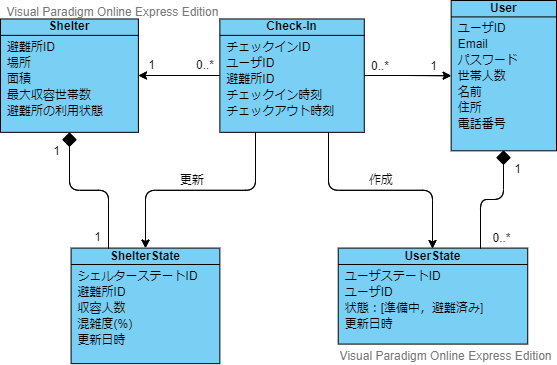 Visual Paradigm Online Express Edition
Shelter
避難所ID
場所
面積
最大収容世帯数
避難所の利用状態
Check-In
チェックインID
ユーザID
避難所ID
チェックイン時刻
チェックアウト時刻
User
ユーザID
Email
パスワード
世帯人数
名前
住所
電話番号
1
0..*
0..*
1
1
更新
作成
1
1
0..*
ShelterState
シェルターステートID
避難所ID
収容人数
混雑度(%)
更新日時
UserState
ユーザステートID
ユーザID
状態：[準備中，避難済み]
更新日時
Visual Paradigm Online Express Edition